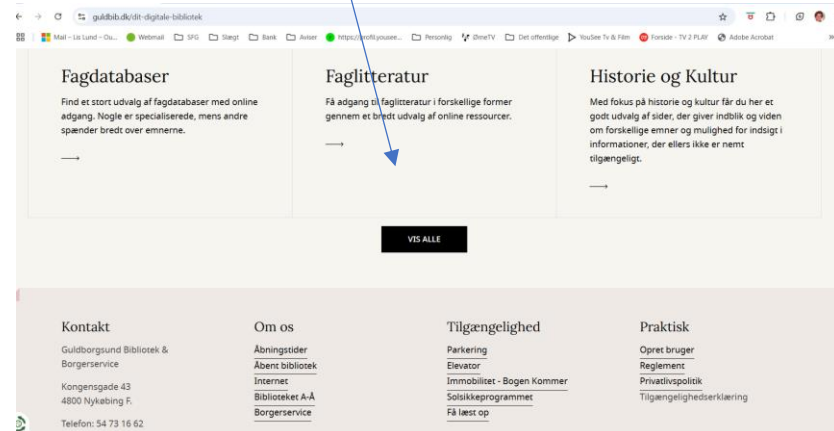 guldbib.dk/dit-digitale-bibliotek
Mail – Lis Lund – Ou... Webmail SFG Slægt Bank Aviser https://profil.yousee... Personlig ØmeTV Det offentlige YouSee Tv & Film Forside - TV 2 PLAY Adobe Acrobat
Fagdatabaser
Find et stort udvalg af fagdatabaser med online
adgang. Nogle er specialiserede, mens andre
spænder bredt over emnerne.
Faglitteratur
Få adgang til faglitteratur i forskellige former
gennem et bredt udvalg af online ressourcer.
Historie og Kultur
Med fokus på historie og kultur får du her et
godt udvalg af sider, der giver indblik og viden
om forskellige emner og mulighed for indsigt i
informationer, der ellers ikke er nemt
tilgængeligt.
VIS ALLE
Kontakt
Guldborgsund Bibliotek &
Borgerservice
Kongensgade 43
4800 Nykøbing F.
Telefon: 54 73 16 62
Om os
Åbningstider
Åbent bibliotek
Internet
Biblioteket A-Å
Borgerservice
Tilgængelighed
Parkering
Elevator
Immobilitet - Bogen Kommer
Solsikkeprogrammet
Få læst op
Praktisk
Opret bruger
Reglement
Privatlivspolitik
Tilgængelighedserklæring